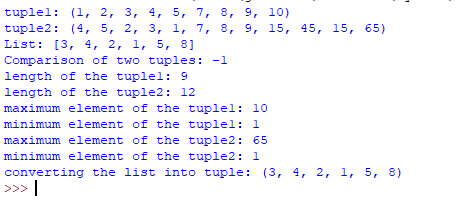 tuple1: (1, 2, 3, 4, 5, 7, 8, 9, 10)
tuple2: (4, 5, 2, 3, 1, 7, 8, 9, 15, 45, 15, 65)
List: [3, 4, 2, 1, 5, 8]
Comparison of two tuples: -1
length of the tuple1: 9
length of the tuple2: 12
maximum element of the tuple1: 10
minimum element of the tuple1: 1
maximum element of the tuple2: 65
minimum element of the tuple2: 1
converting the list into tuple: (3, 4, 2, 1, 5, 8)
>>>